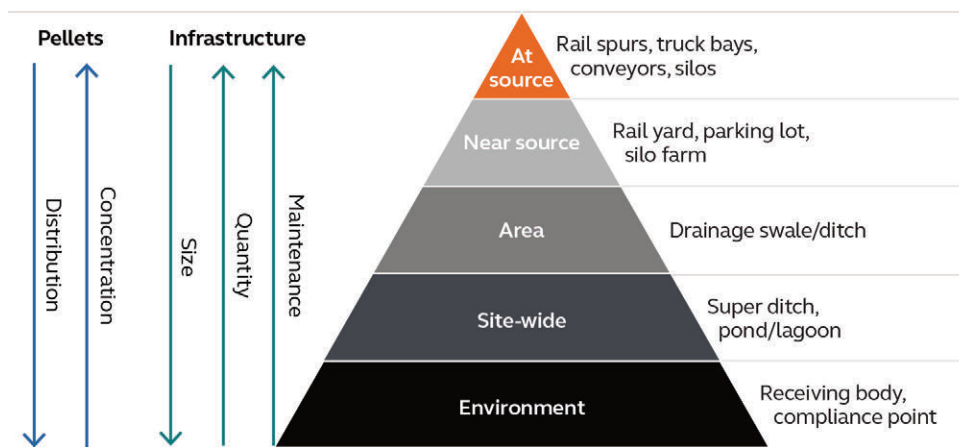 Pellets
Infrastructure
Distribution
Concentration
Size
Quantity
Maintenance
At
source
Rail spurs, truck bays,
conveyors, silos
Near source
Rail yard, parking lot,
silo farm
Area
Drainage swale/ditch
Site-wide
Super ditch,
pond/lagoon
Environment
Receiving body,
compliance point